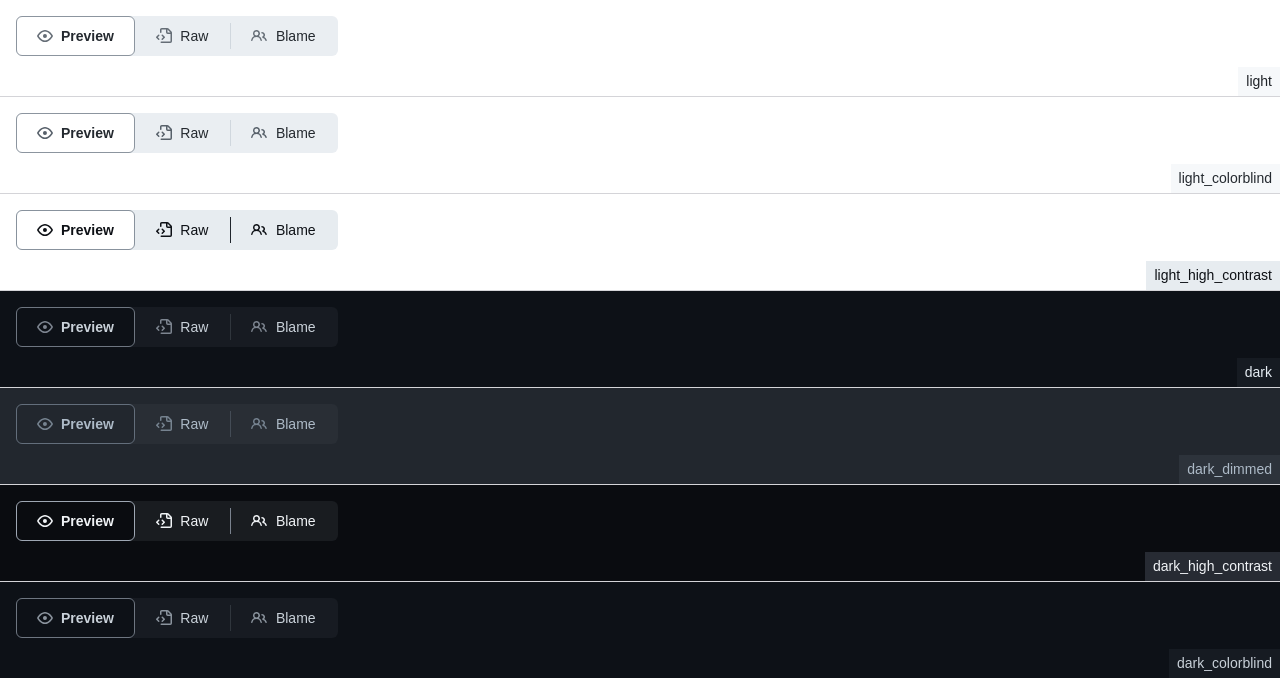 Preview Raw Blame
light
Preview Raw Blame
light_colorblind
Preview Raw Blame
light_high_contrast
Preview Raw Blame
dark
Preview Raw Blame
dark_dimmed
Preview Raw Blame
dark_high_contrast
Preview Raw Blame
dark_colorblind